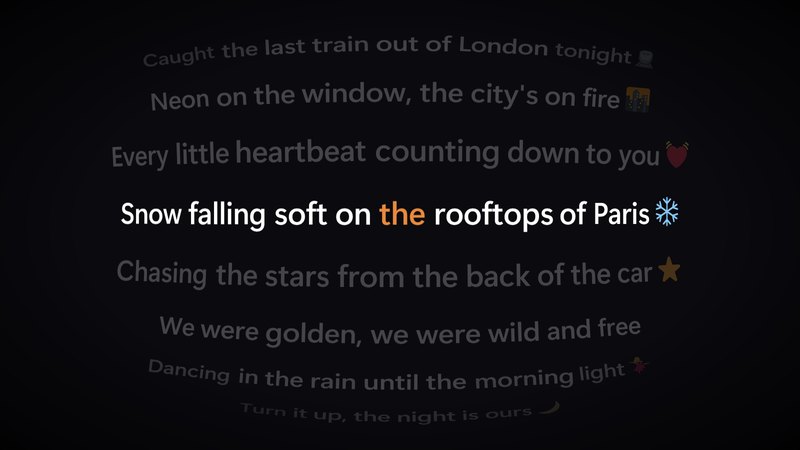 Caught the last train out of London tonight 🚆
Neon on the window, the city's on fire 🌃
Every little heartbeat counting down to you 💓
Snow falling soft on the rooftops of Paris ❄️
Chasing the stars from the back of the car ⭐
We were golden, we were wild and free
Dancing in the rain until the morning light 💃
Turn it up, the night is ours 🌙